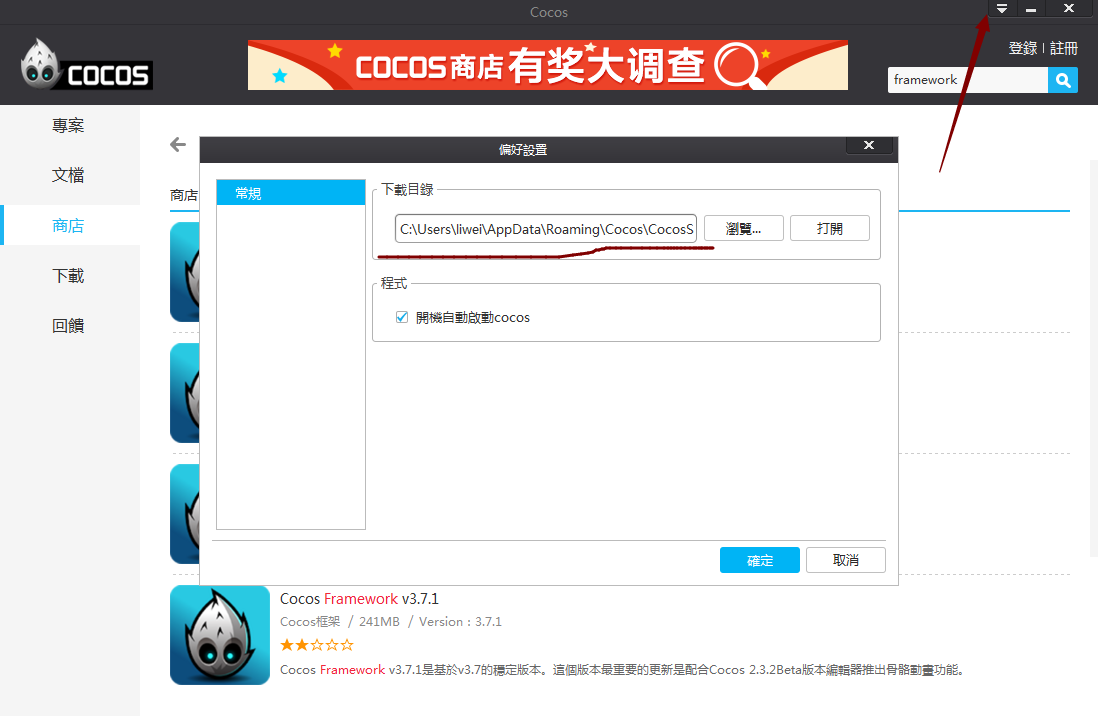 Cocos
COCOS
COCOS商店有奖大调查
登錄 | 註冊
framework
專案
文檔
商店
下載
回饋
商店
偏好設置
常規
下載目錄
C:\Users\liwei\AppData\Roaming\Cocos\CocosS
瀏覽...
打開
程式
開機自動啟動cocos
確定
取消
Cocos Framework v3.7.1
Cocos框架 / 241MB / Version : 3.7.1
Cocos Framework v3.7.1是基於v3.7的穩定版本。這個版本最重要的更新是配合Cocos 2.3.2Beta版本編輯器推出骨骼動畫功能。